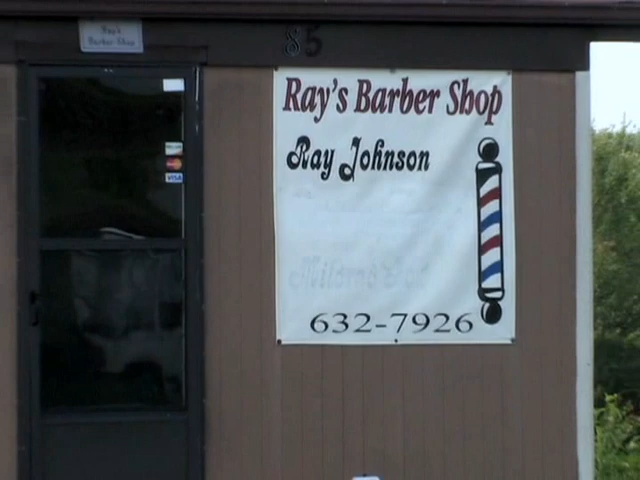 Ray's
Barber Shop
85
Ray's Barber Shop
Ray Johnson
632-7926
VISA